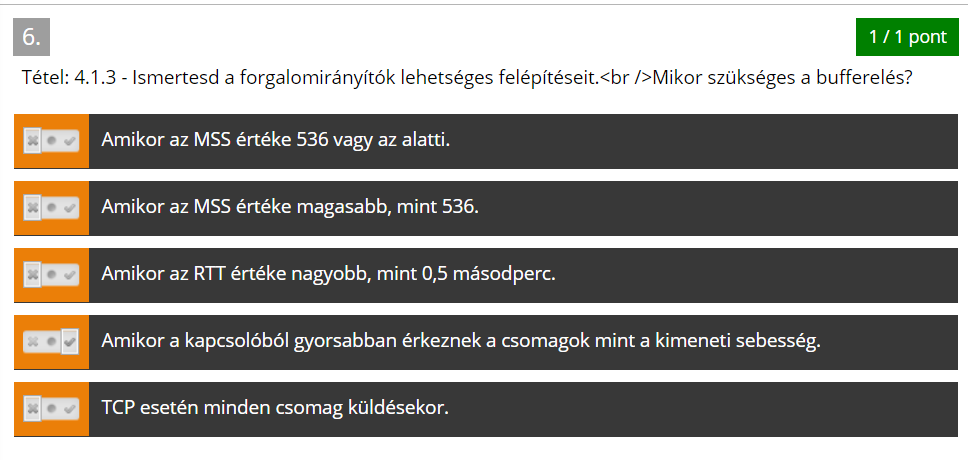 6.
1 / 1 pont
Tétel: 4.1.3 - Ismertesd a forgalomirányítók lehetséges felépítéseit.<br />Mikor szükséges a bufferelés?
Amikor az MSS értéke 536 vagy az alatti.
Amikor az MSS értéke magasabb, mint 536.
Amikor az RTT értéke nagyobb, mint 0,5 másodperc.
Amikor a kapcsolóból gyorsabban érkeznek a csomagok mint a kimeneti sebesség.
TCP esetén minden csomag küldésekor.